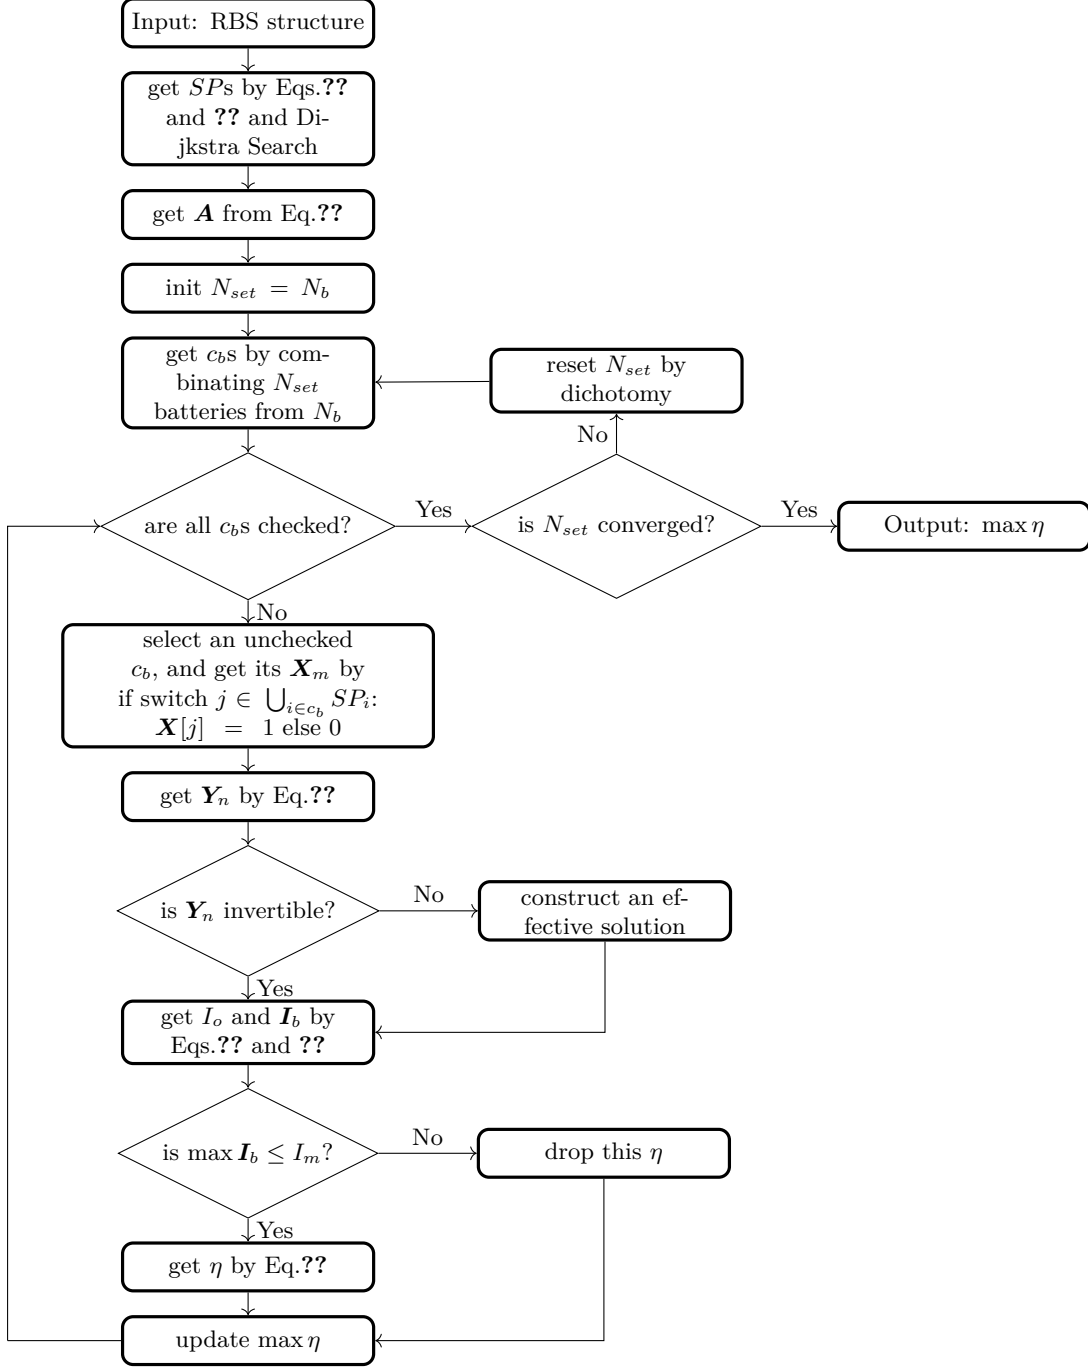 Input: RBS structure
get SPs by Eqs.??
and ?? and Di-
jkstra Search
get A from Eq.??
init N_set = N_b
get c_bs by com-
binating N_set
batteries from N_b
reset N_set by
dichotomy
No
are all c_bs checked?
Yes
is N_set converged?
Yes
Output: max η
No
select an unchecked
c_b, and get its X_m by
if switch j ∈ ⋃_{i∈c_b} SP_i:
X[j] = 1 else 0
get Y_n by Eq.??
is Y_n invertible?
No
construct an ef-
fective solution
Yes
get I_o and I_b by
Eqs.?? and ??
is max I_b ≤ I_m?
No
drop this η
Yes
get η by Eq.??
update max η